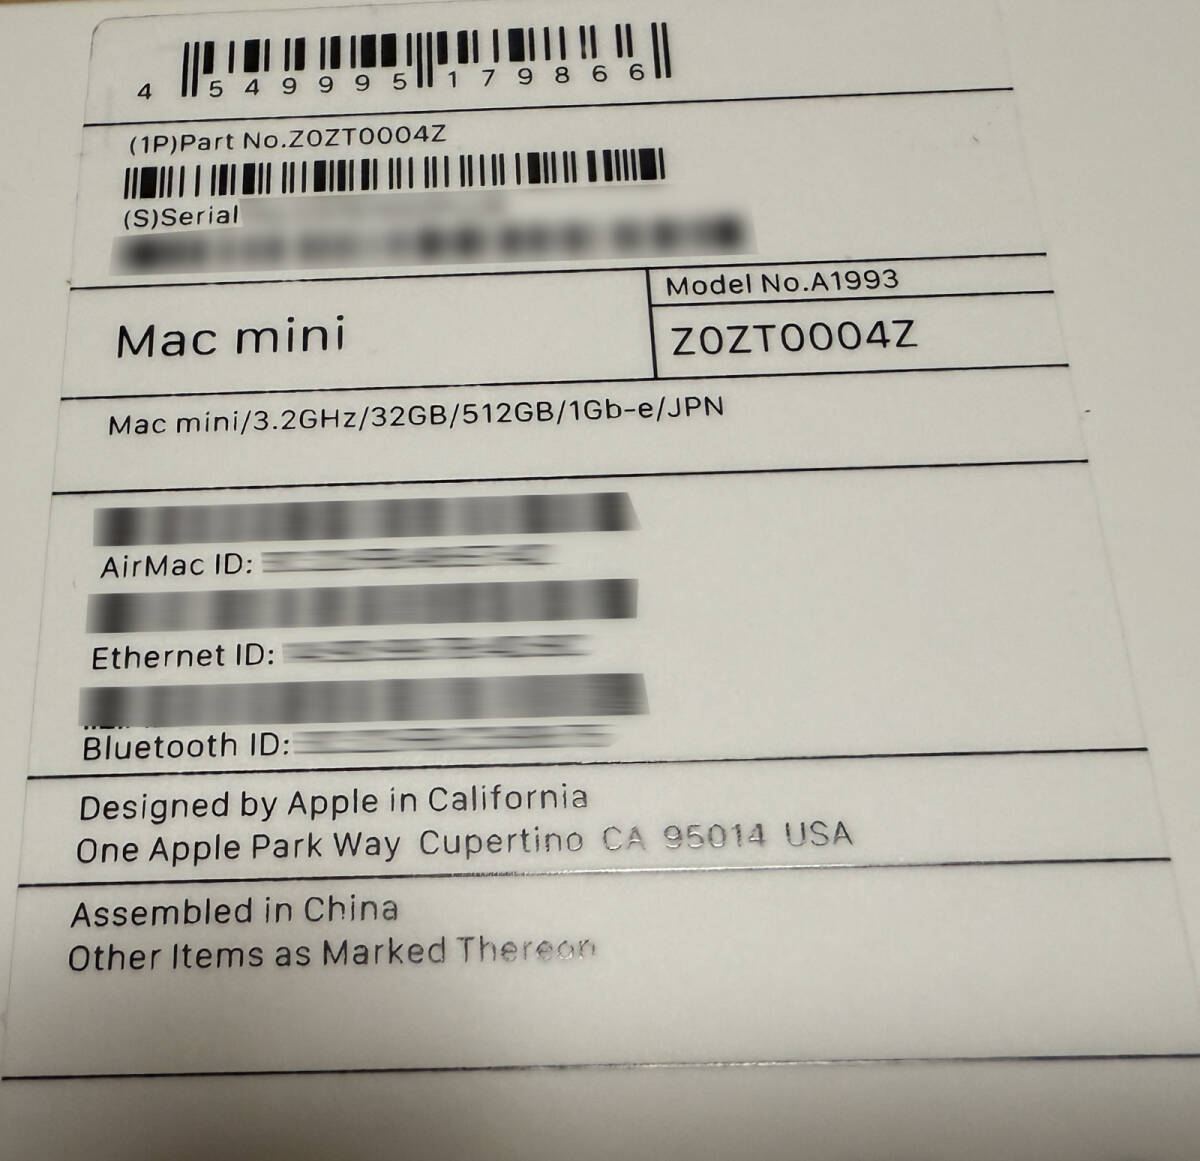 4 549995 179866
(1P)Part No.Z0ZT0004Z
(S)Serial
Mac mini
Model No.A1993
Z0ZT0004Z
Mac mini/3.2GHz/32GB/512GB/1Gb-e/JPN
AirMac ID:
Ethernet ID:
Bluetooth ID:
Designed by Apple in California
One Apple Park Way Cupertino CA 95014 USA
Assembled in China
Other Items as Marked Thereon